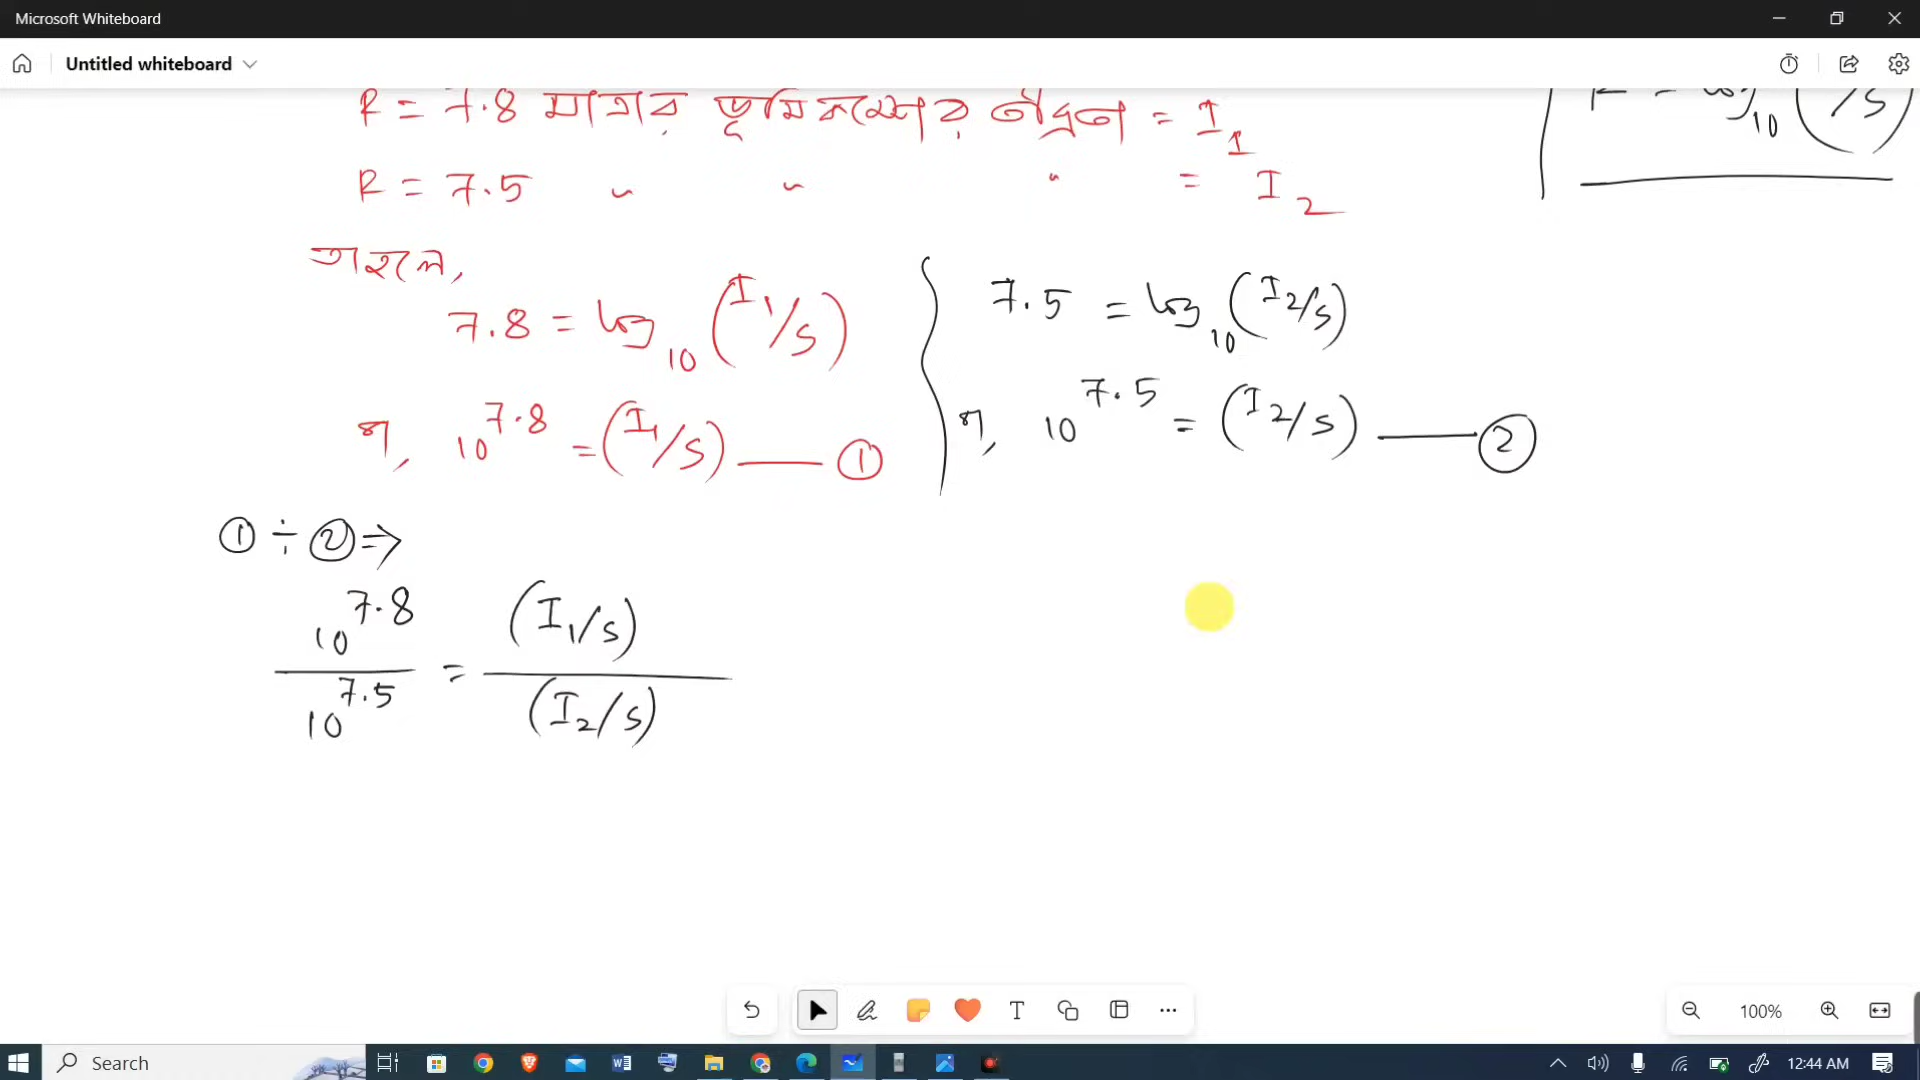 Microsoft Whiteboard
Untitled whiteboard
R = 7.8 মাত্রার ভূমিকম্পের তীব্রতা = I₁
R = 7.5 " " " = I₂
R = log₁₀ ( /s)
তাহলে,
7.8 = log₁₀ (I₁/s)
বা, 10^7.8 = (I₁/s) —— ①
7.5 = log₁₀ (I₂/s)
বা, 10^7.5 = (I₂/s) —— ②
① ÷ ② ⇒
10^7.8 / 10^7.5 = (I₁/s) / (I₂/s)
100%
Search
12:44 AM